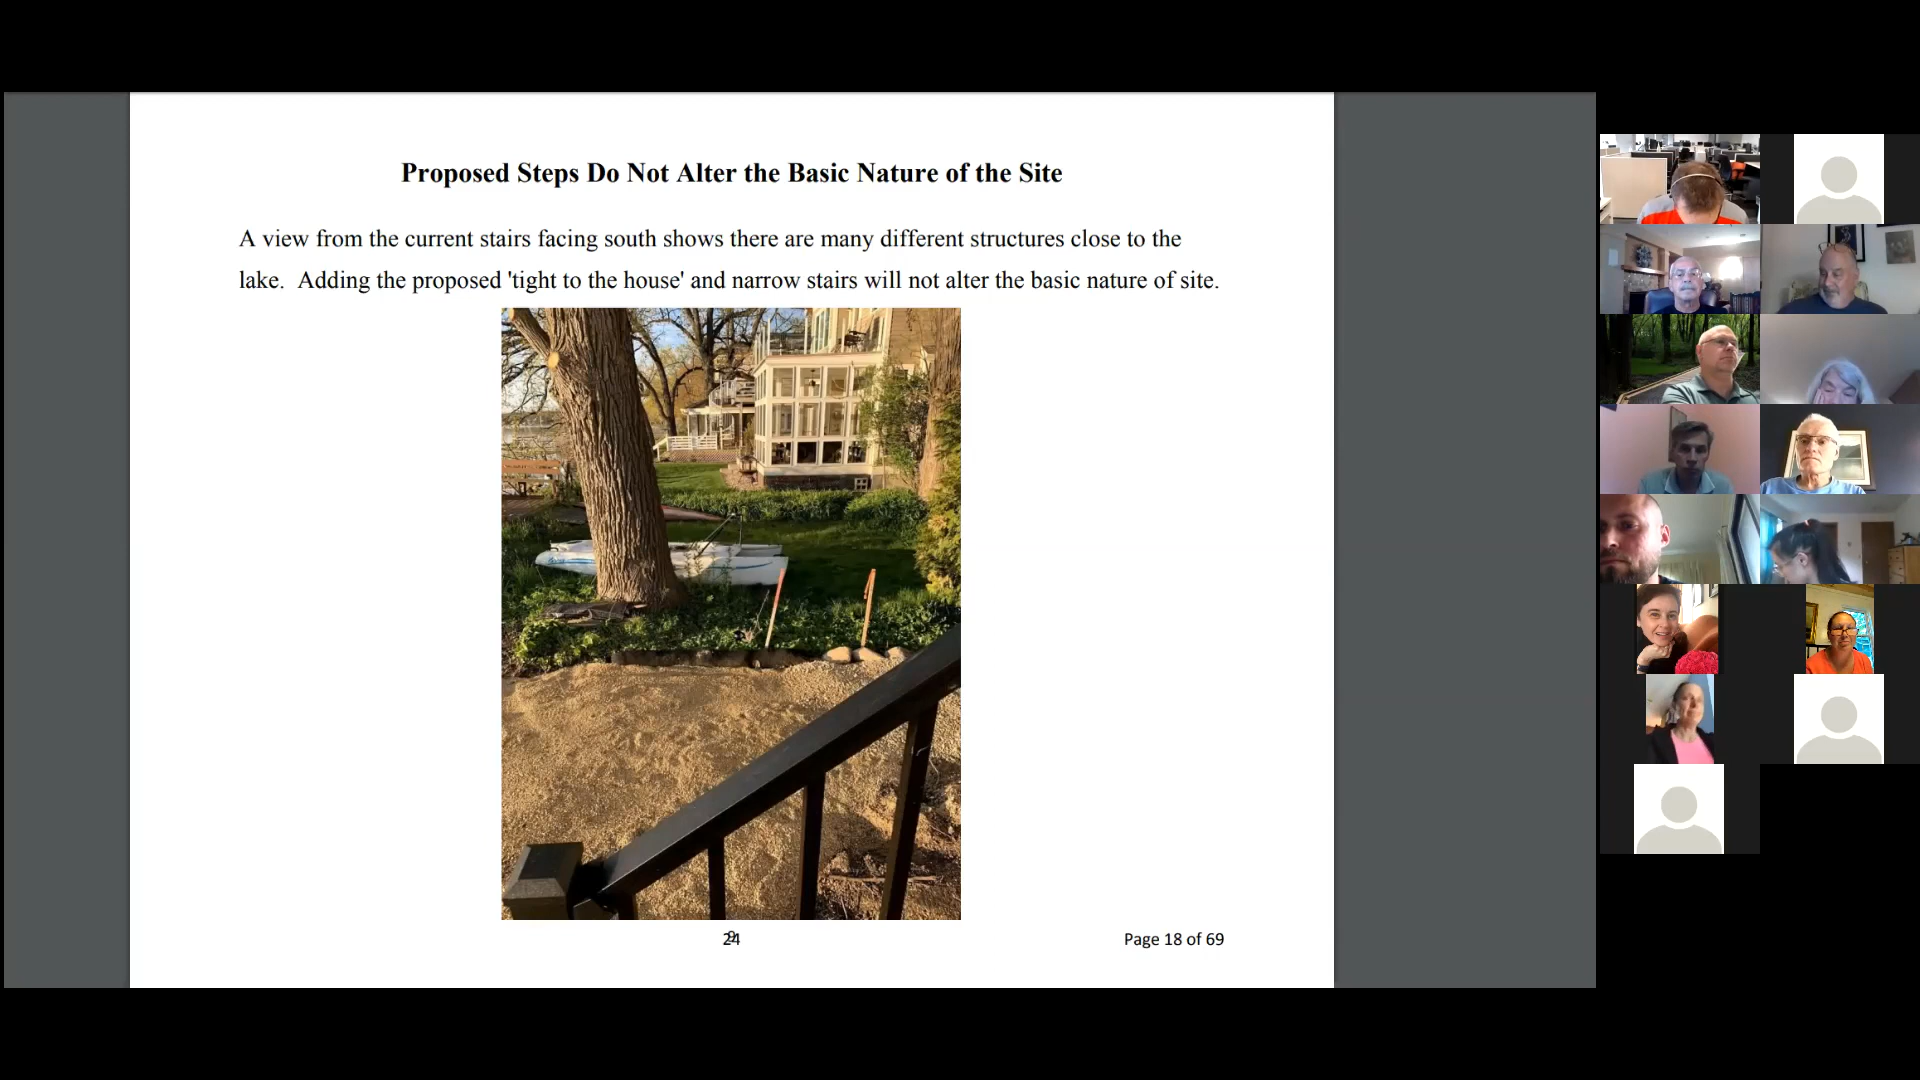 Proposed Steps Do Not Alter the Basic Nature of the Site
A view from the current stairs facing south shows there are many different structures close to the
lake.  Adding the proposed 'tight to the house' and narrow stairs will not alter the basic nature of site.
24
Page 18 of 69